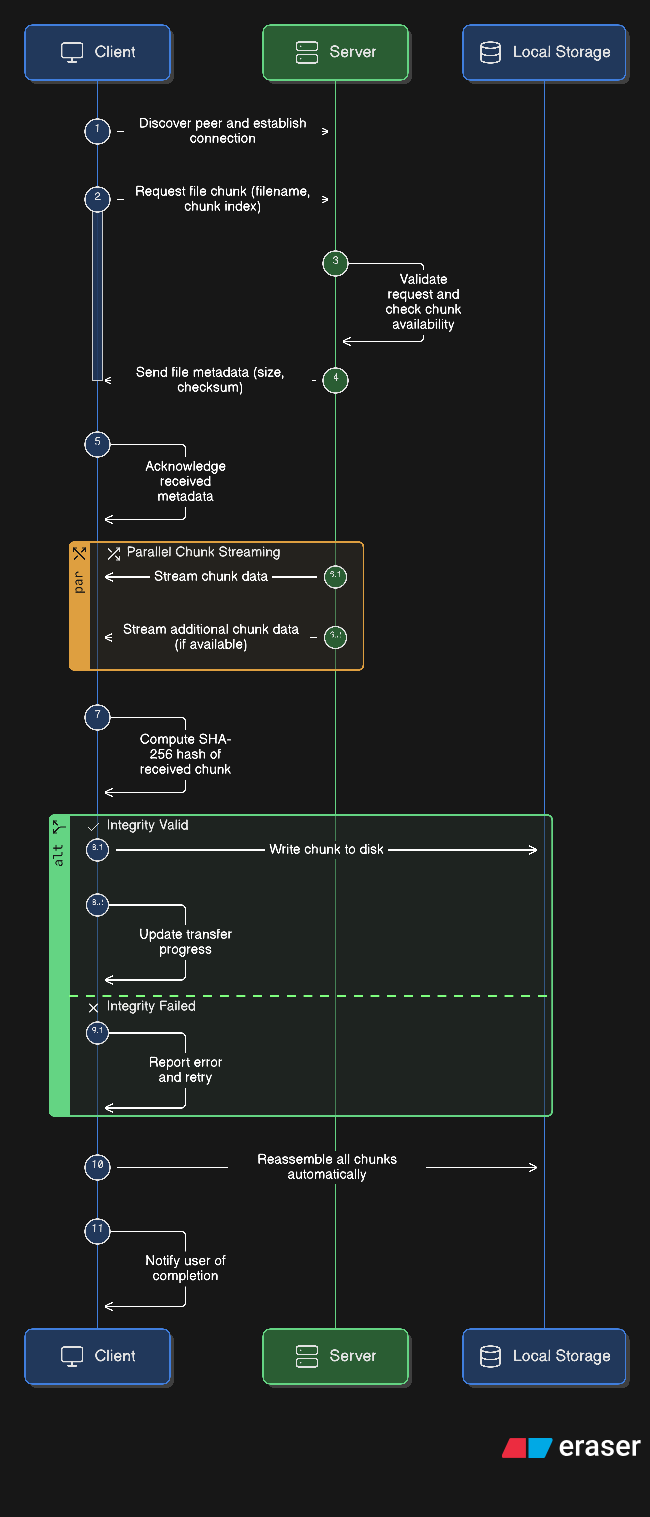 Client
Server
Local Storage
1
Discover peer and establish
connection
2
Request file chunk (filename,
chunk index)
3
Validate
request and
check chunk
availability
4
Send file metadata (size,
checksum)
5
Acknowledge
received
metadata
par
Parallel Chunk Streaming
Stream chunk data
Stream additional chunk data
(if available)
7
Compute SHA-
256 hash of
received chunk
alt
Integrity Valid
8.1
Write chunk to disk
Update transfer
progress
Integrity Failed
9.1
Report error
and retry
10
Reassemble all chunks
automatically
11
Notify user of
completion
Client
Server
Local Storage
eraser